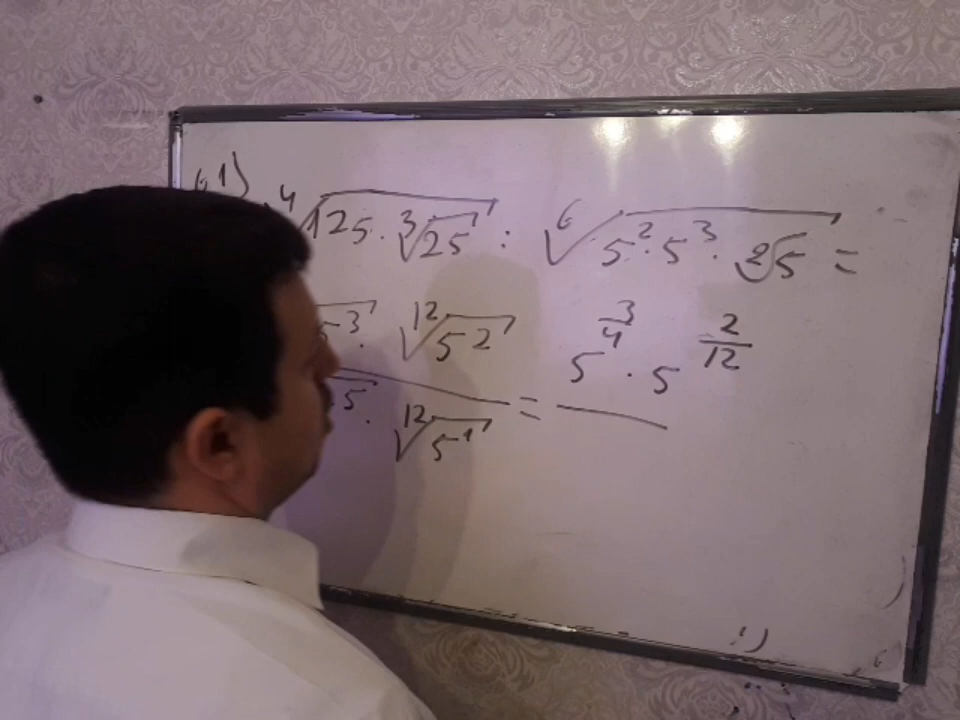 61) ⁴√(125 · ³√25) : ⁶√(5² · 5³ · ²√5) =
5³ · ¹²√5² 5^(3/4) · 5^(2/12)
5 · ¹²√5¹ =